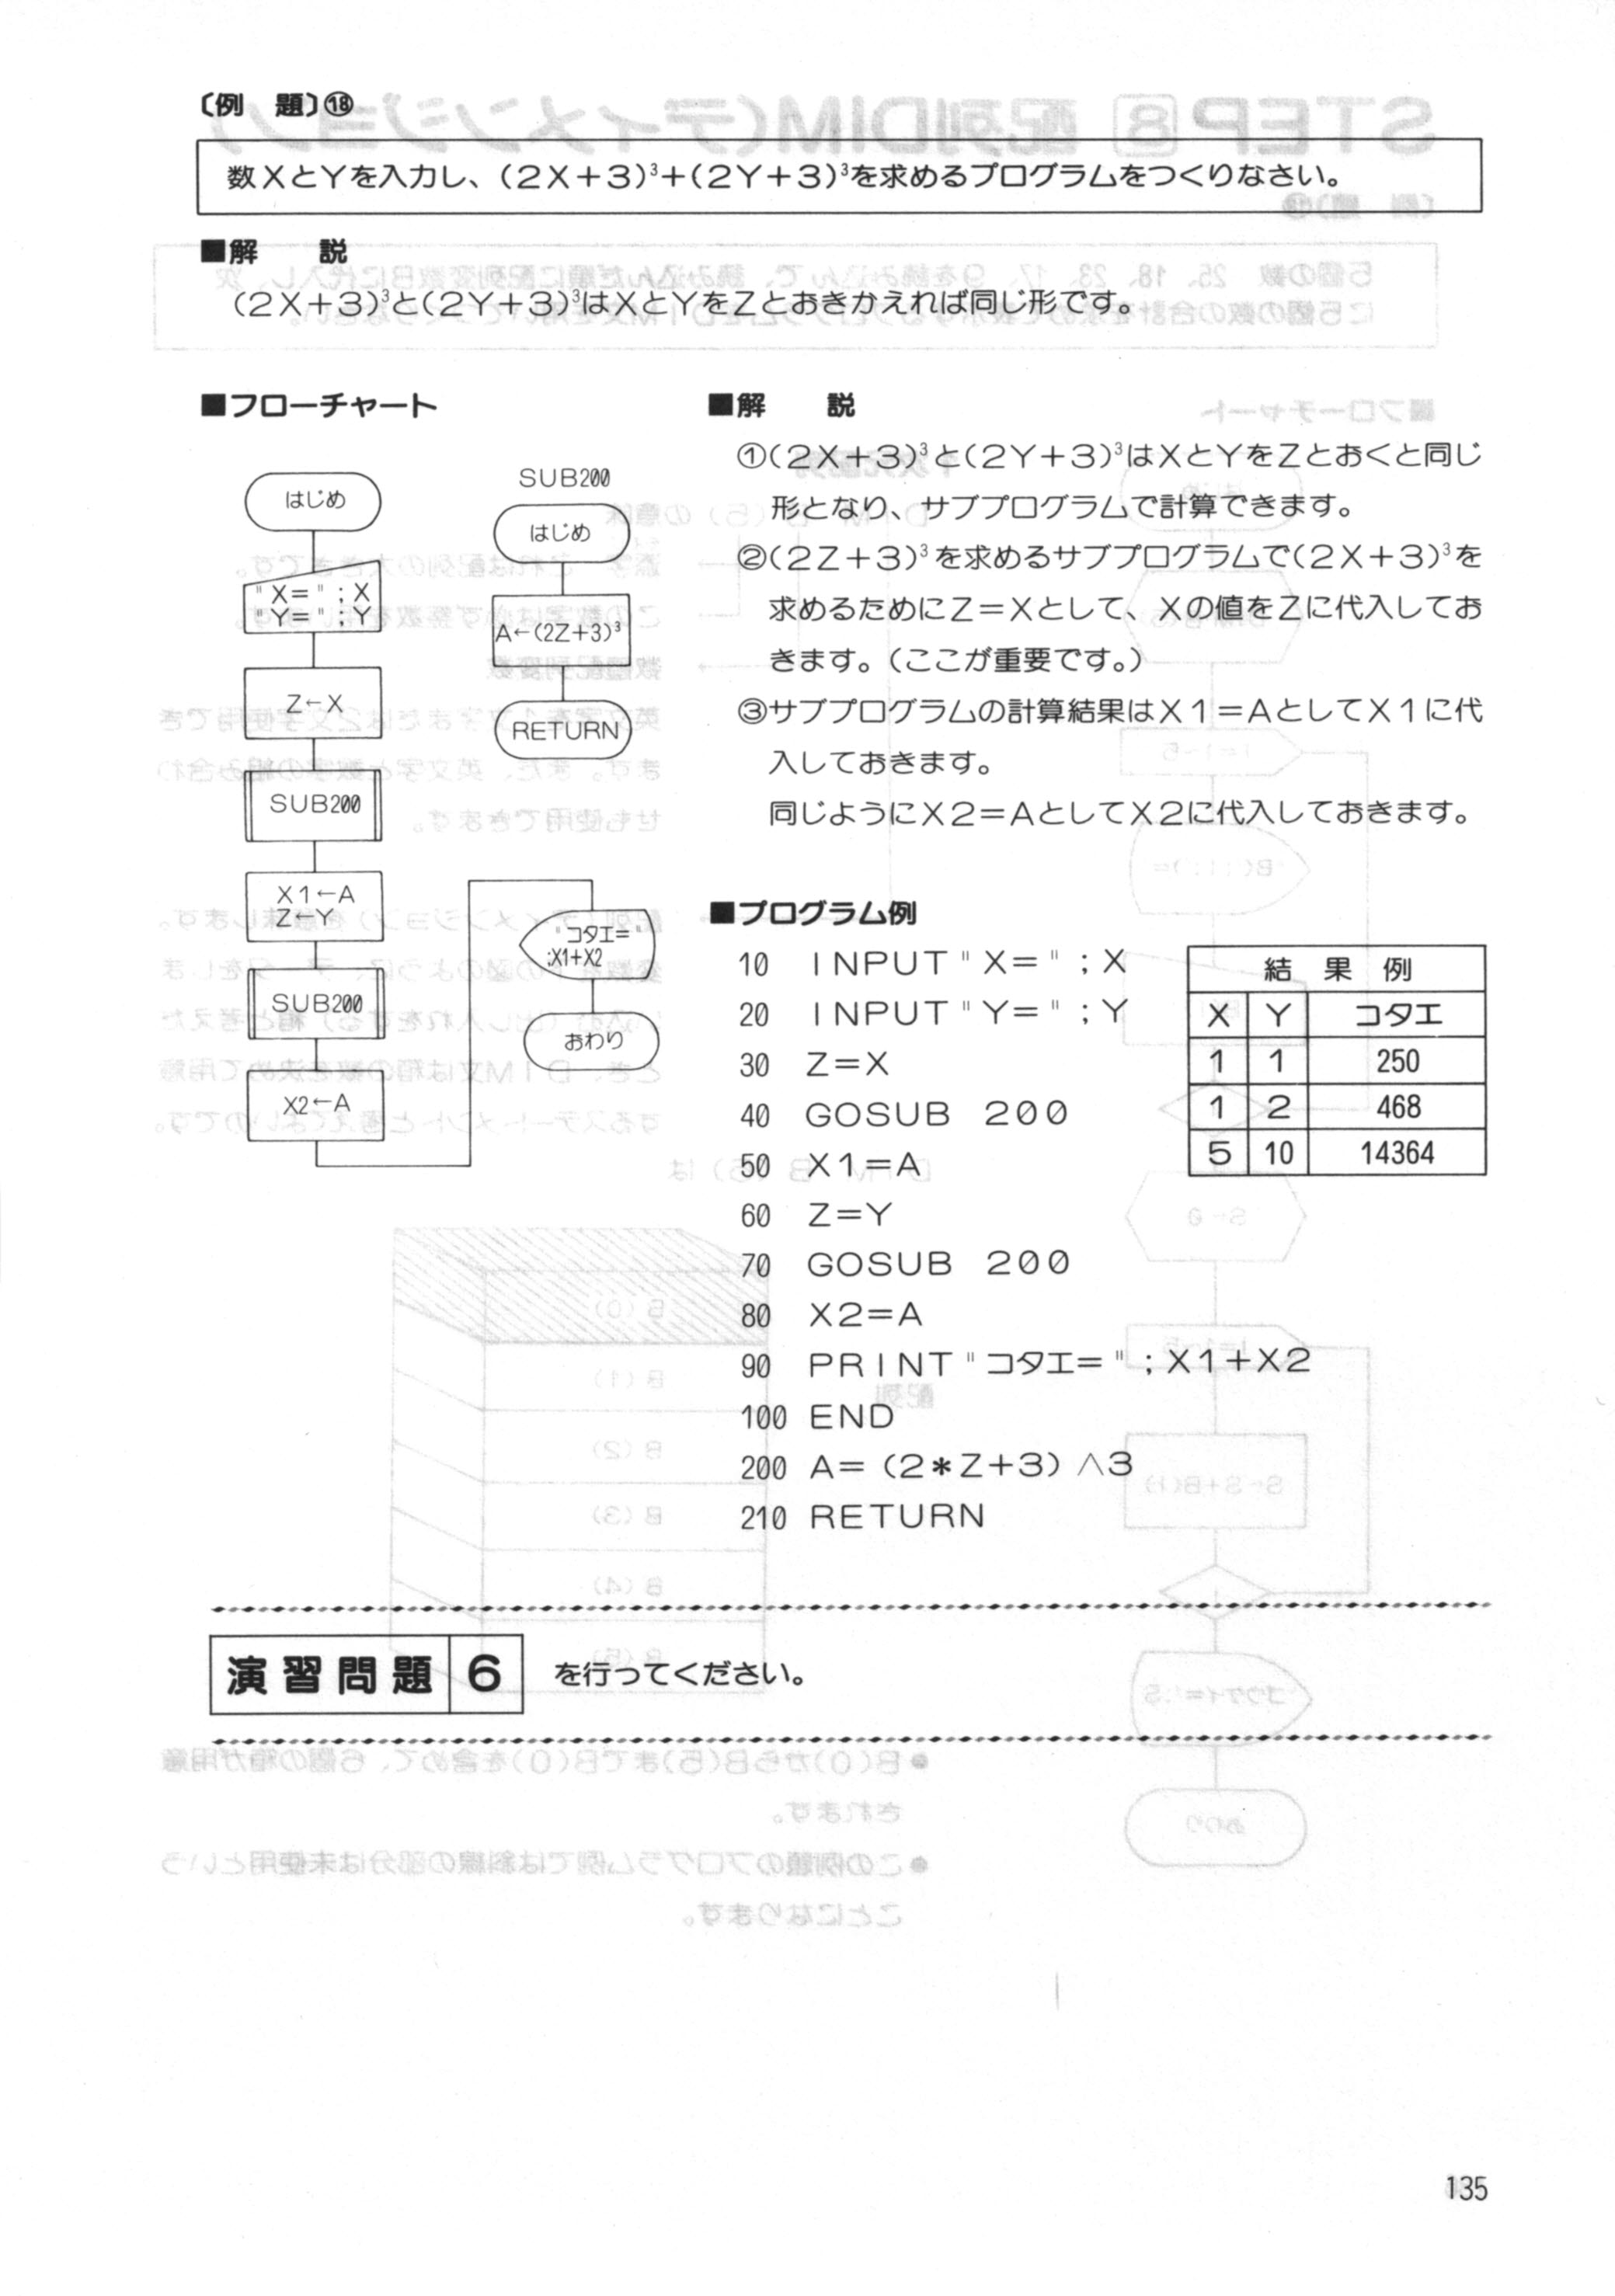 〔例　題〕⑱
数XとYを入力し、(2X+3)³+(2Y+3)³を求めるプログラムをつくりなさい。
■解　説
(2X+3)³と(2Y+3)³はXとYをZとおきかえれば同じ形です。
■フローチャート
はじめ
"X="；X
"Y="；Y
Z←X
SUB200
X1←A
Z←Y
SUB200
X2←A
SUB200
はじめ
A←(2Z+3)³
RETURN
コタエ=
;X1+X2
おわり
■解　説
①(2X+3)³と(2Y+3)³はXとYをZとおくと同じ
形となり、サブプログラムで計算できます。
②(2Z+3)³を求めるサブプログラムで(2X+3)³を
求めるためにZ=Xとして、Xの値をZに代入してお
きます。(ここが重要です。)
③サブプログラムの計算結果はX1=AとしてX1に代
入しておきます。
同じようにX2=AとしてX2に代入しておきます。
■プログラム例
10 INPUT"X="；X
20 INPUT"Y="；Y
30 Z=X
40 GOSUB 200
50 X1=A
60 Z=Y
70 GOSUB 200
80 X2=A
90 PRINT"コタエ="；X1+X2
100 END
200 A=(2*Z+3)∧3
210 RETURN
結果例
X Y コタエ
1 1 250
1 2 468
5 10 14364
演習問題 6 を行ってください。
135